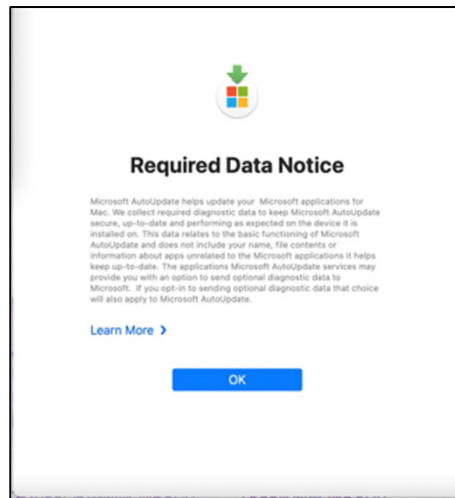 Required Data Notice
Microsoft AutoUpdate helps update your Microsoft applications for
Mac. We collect required diagnostic data to keep Microsoft AutoUpdate
secure, up-to-date and performing as expected on the device it is
installed on. This data relates to the basic functioning of Microsoft
AutoUpdate and does not include your name, file contents or
information about apps unrelated to the Microsoft applications it helps
keep up-to-date. The applications Microsoft AutoUpdate services may
provide you with an option to send optional diagnostic data to
Microsoft. If you opt-in to sending optional diagnostic data that choice
will also apply to Microsoft AutoUpdate.
Learn More
OK